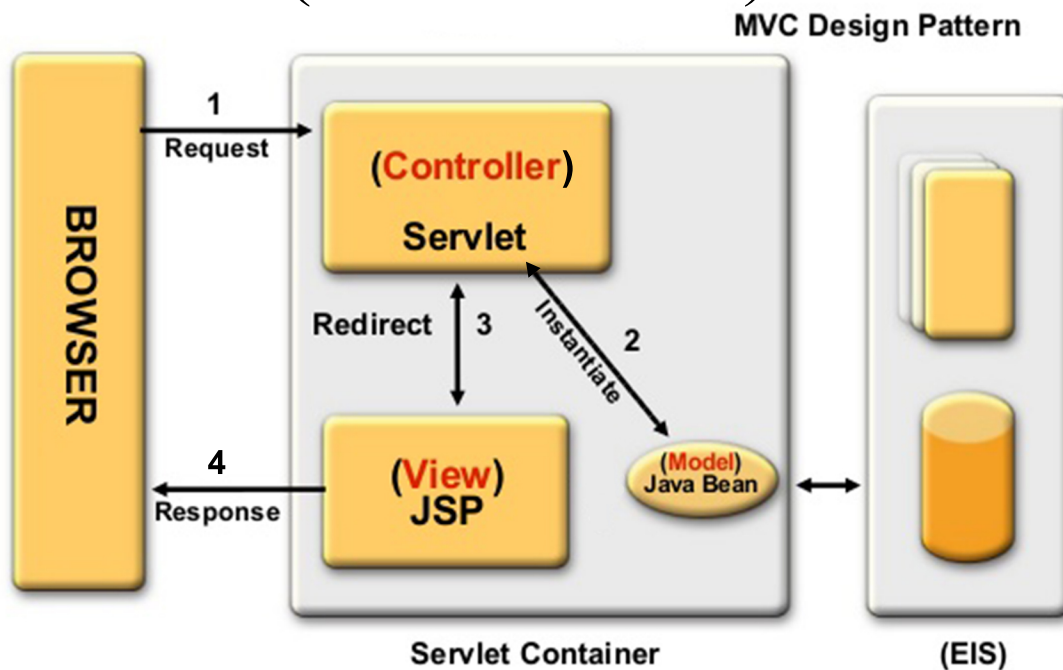 MVC Design Pattern
BROWSER
1
Request
(Controller)
Servlet
Redirect
3
Instantiate
2
4
Response
(View)
JSP
(Model)
Java Bean
Servlet Container
(EIS)